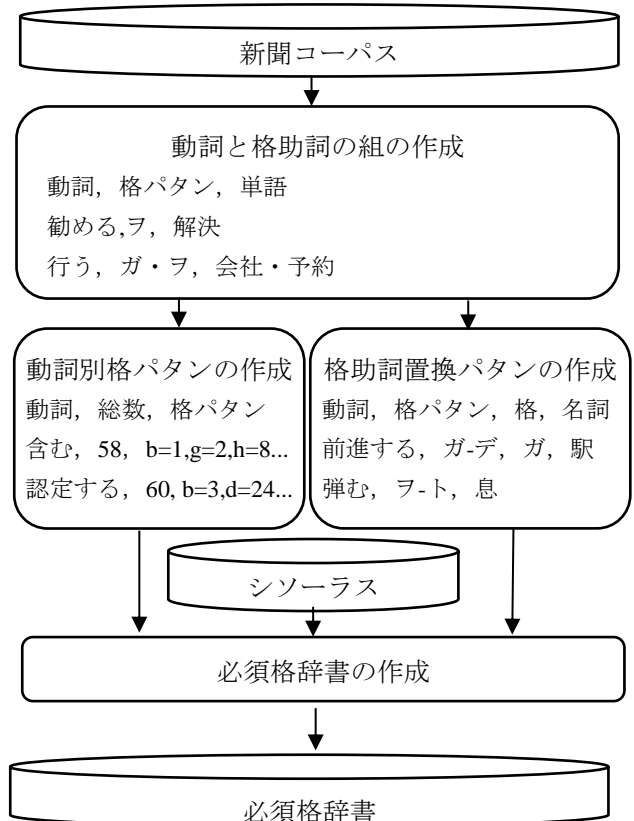 新聞コーパス
動詞と格助詞の組の作成
動詞，格パタン，単語
勧める,ヲ，解決
行う，ガ・ヲ，会社・予約
動詞別格パタンの作成
動詞，総数，格パタン
含む，58，b=1,g=2,h=8...
認定する，60, b=3,d=24...
格助詞置換パタンの作成
動詞，格パタン，格，名詞
前進する，ガ-デ，ガ，駅
弾む，ヲ-ト，息
シソーラス
必須格辞書の作成
必須格辞書